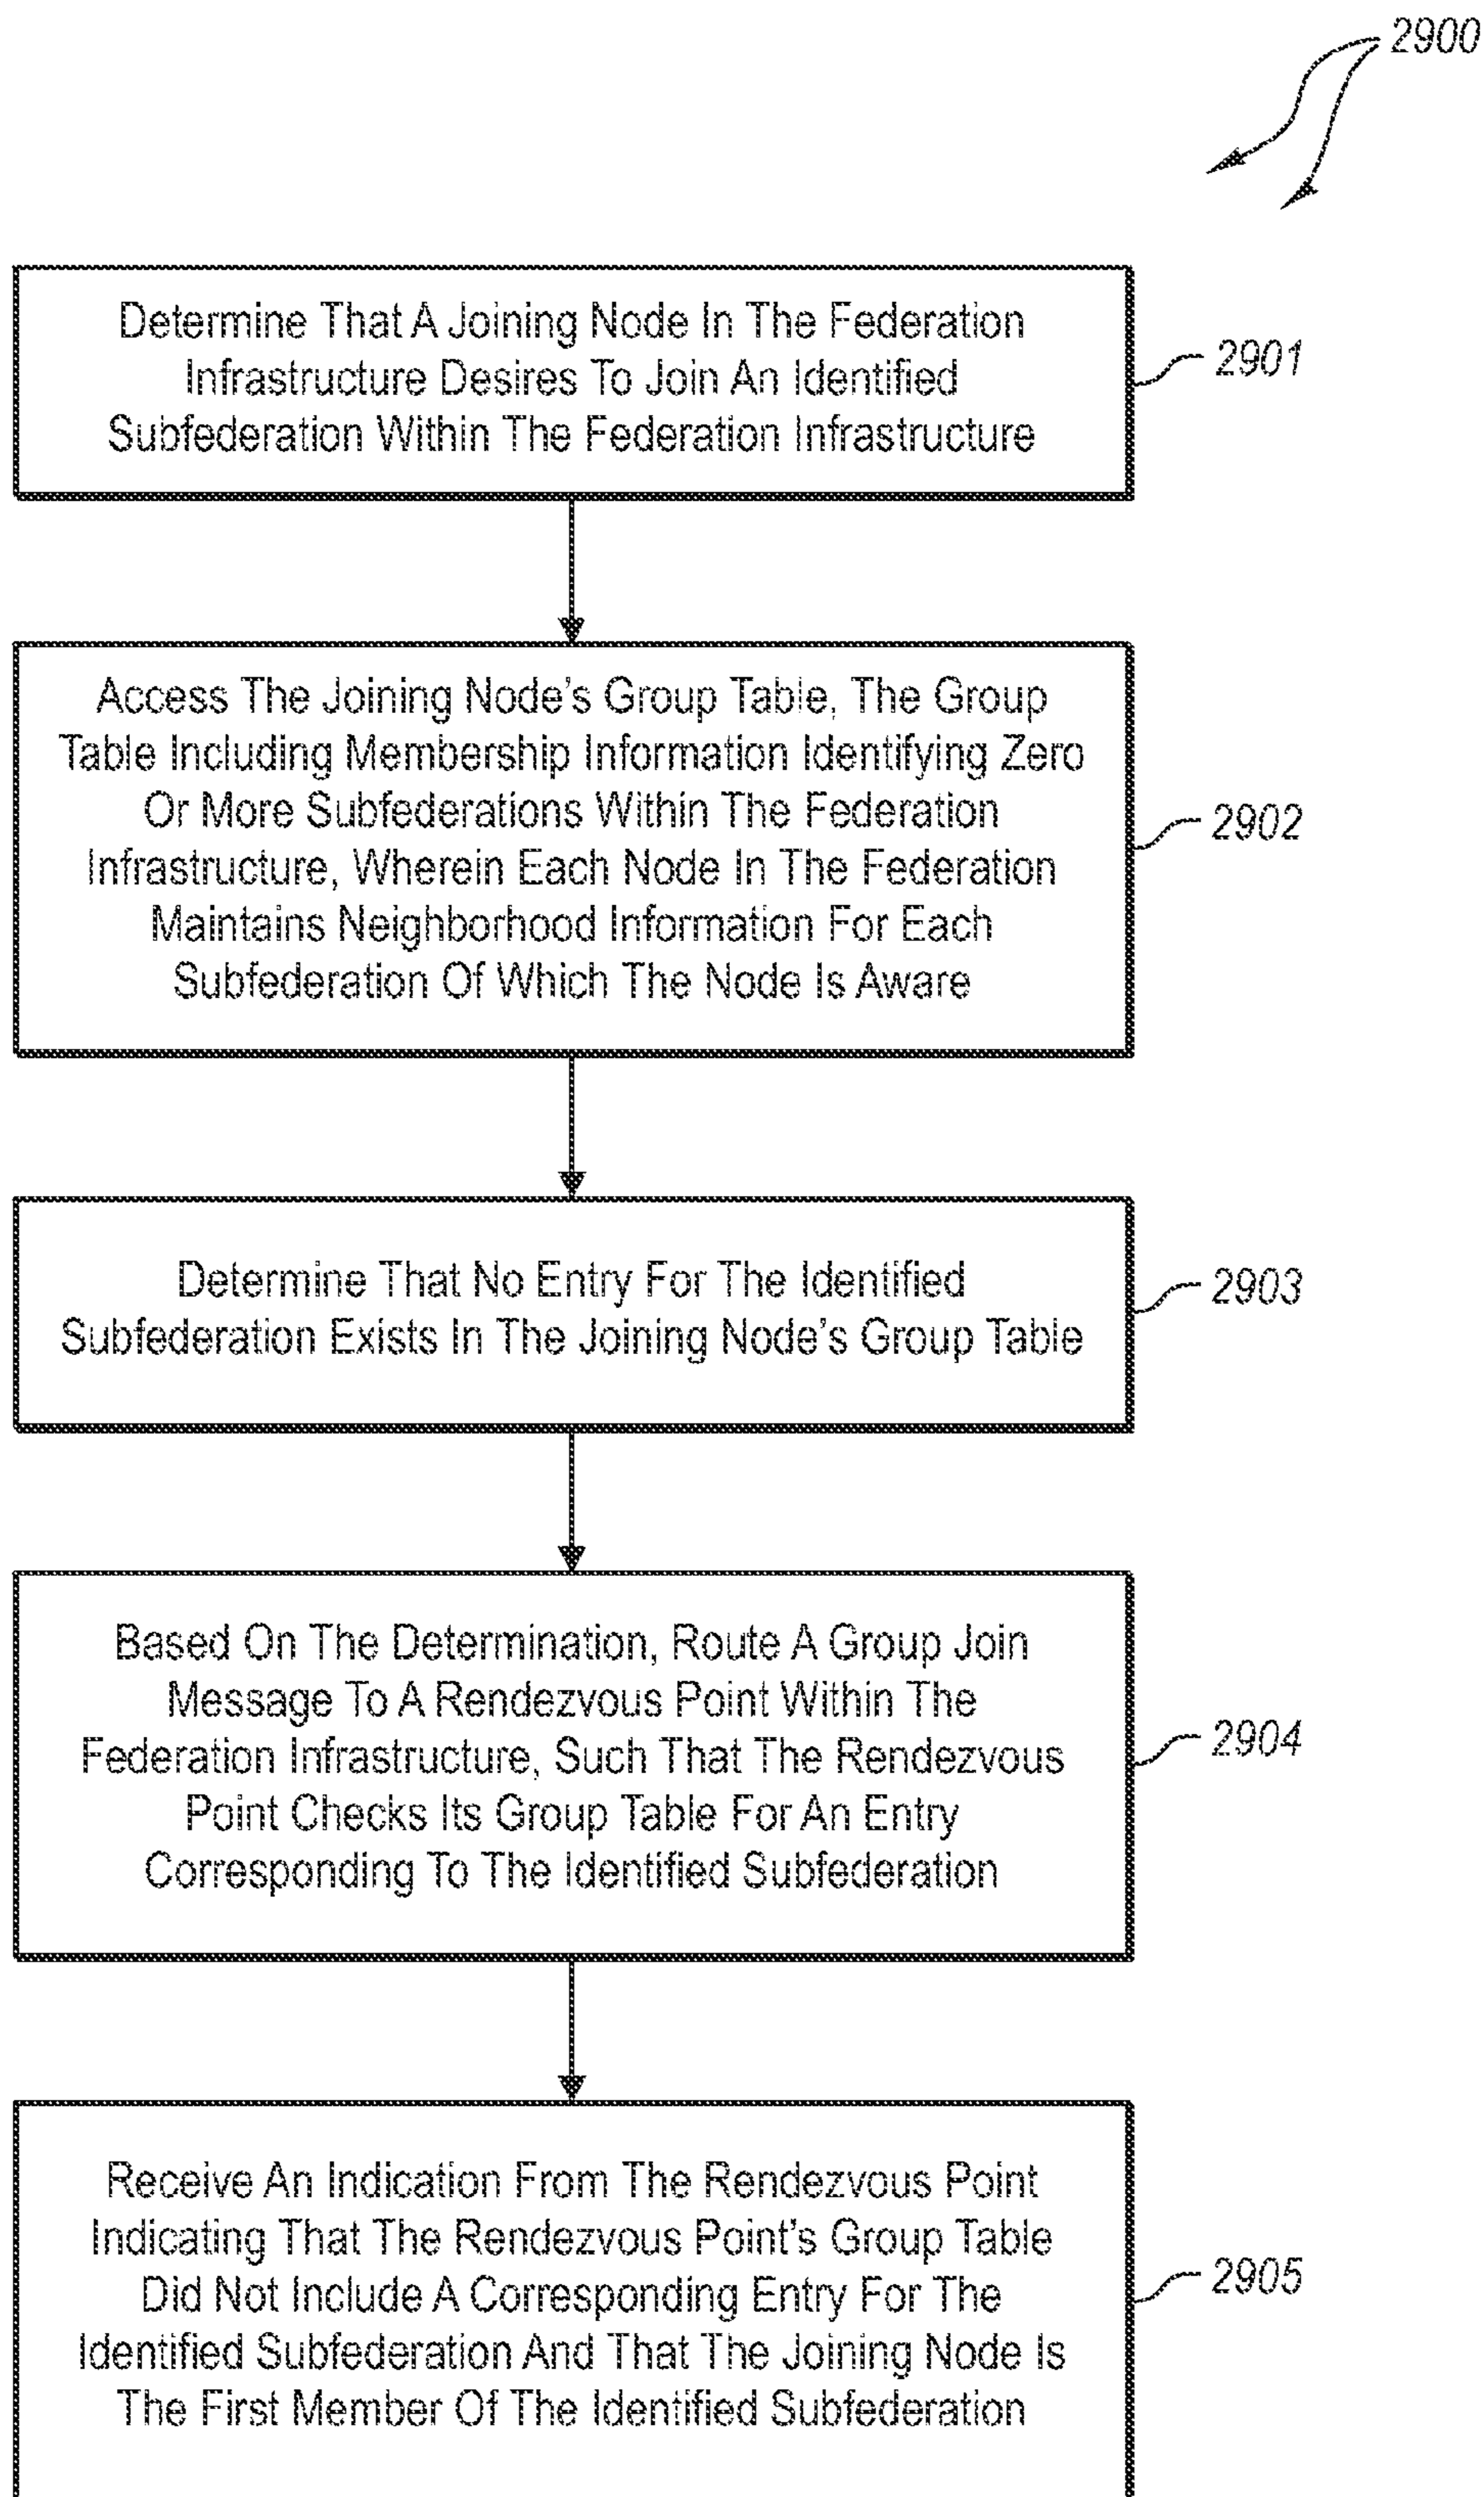 2900
Determine That A Joining Node In The Federation
Infrastructure Desires To Join An Identified
Subfederation Within The Federation Infrastructure
2901
Access The Joining Node's Group Table, The Group
Table Including Membership Information Identifying Zero
Or More Subfederations Within The Federation
Infrastructure, Wherein Each Node In The Federation
Maintains Neighborhood Information For Each
Subfederation Of Which The Node Is Aware
2902
Determine That No Entry For The Identified
Subfederation Exists In The Joining Node's Group Table
2903
Based On The Determination, Route A Group Join
Message To A Rendezvous Point Within The
Federation Infrastructure, Such That The Rendezvous
Point Checks Its Group Table For An Entry
Corresponding To The Identified Subfederation
2904
Receive An Indication From The Rendezvous Point
Indicating That The Rendezvous Point's Group Table
Did Not Include A Corresponding Entry For The
Identified Subfederation And That The Joining Node Is
The First Member Of The Identified Subfederation
2905